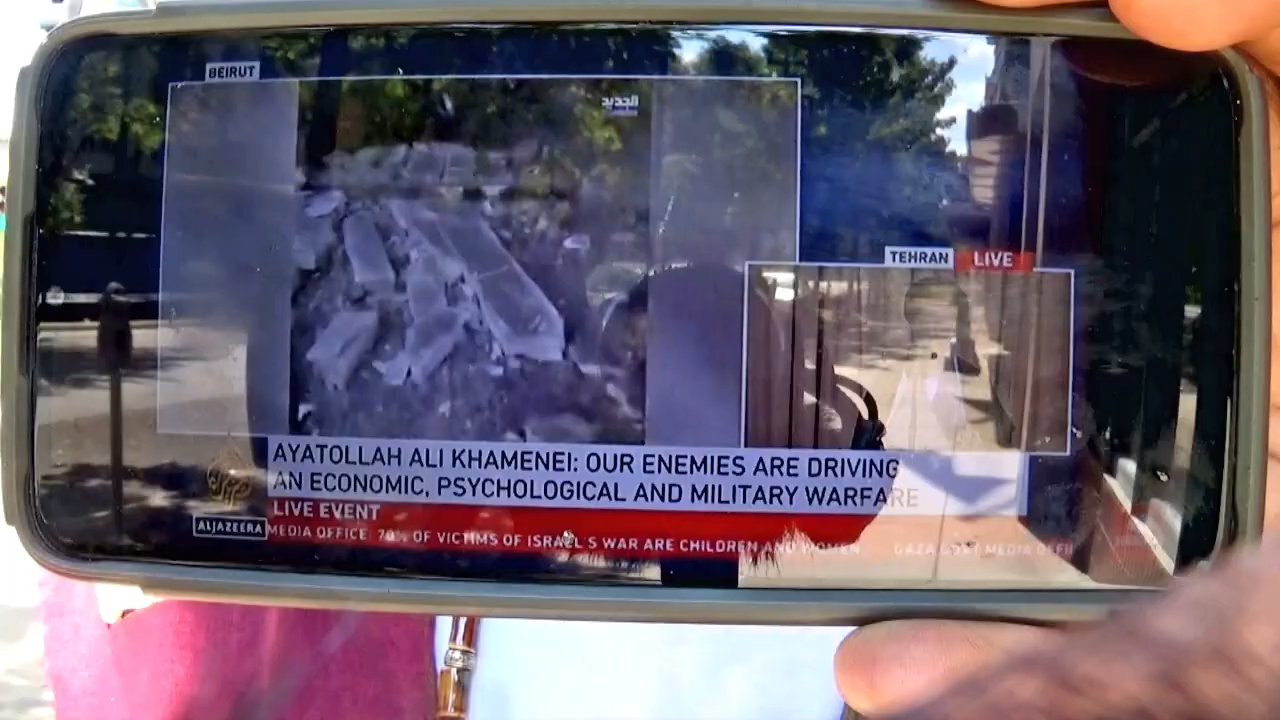 BEIRUT
الجديد
TEHRAN LIVE
AYATOLLAH ALI KHAMENEI: OUR ENEMIES ARE DRIVING
AN ECONOMIC, PSYCHOLOGICAL AND MILITARY WARFARE
LIVE EVENT
ALJAZEERA
MEDIA OFFICE: 70% OF VICTIMS OF ISRAEL S WAR ARE CHILDREN AND WOMEN GAZA GOVT MEDIA OFFI